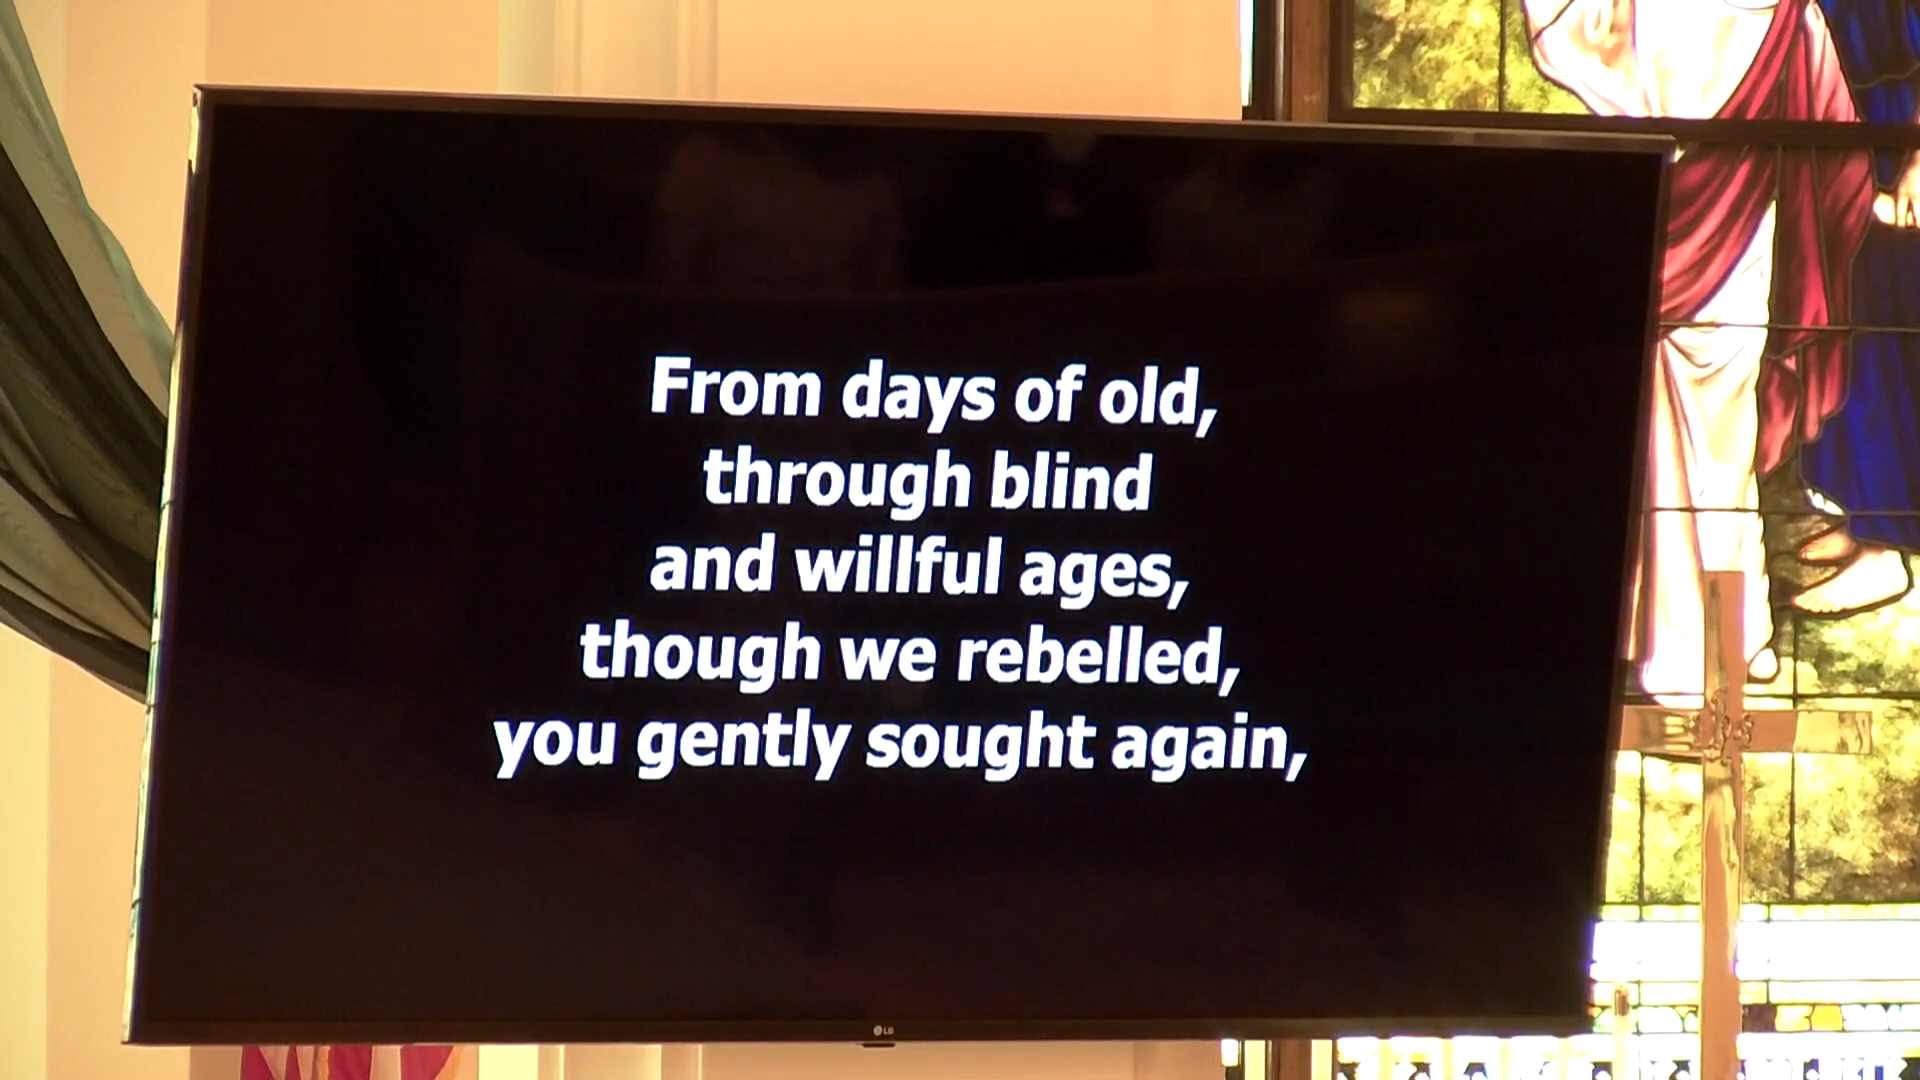 From days of old,
through blind
and willful ages,
though we rebelled,
you gently sought again,
LG